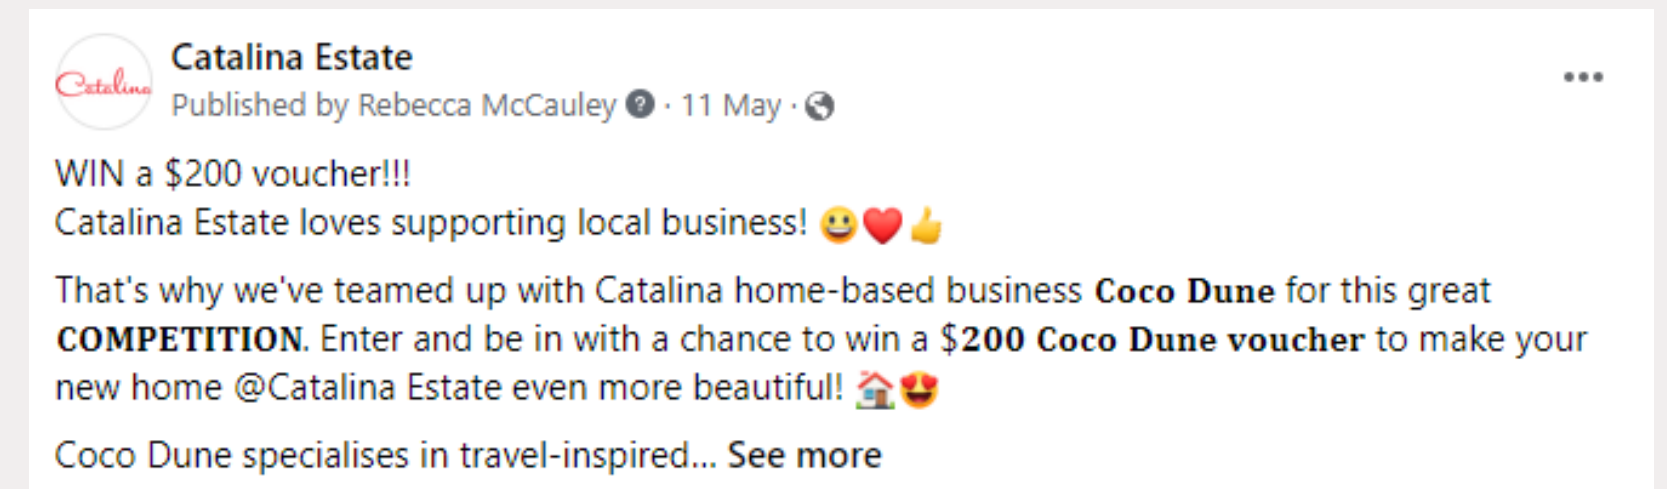 Catalina
Catalina Estate
Published by Rebecca McCauley · 11 May ·
WIN a $200 voucher!!!
Catalina Estate loves supporting local business! 😀❤️👍
That's why we've teamed up with Catalina home-based business Coco Dune for this great
COMPETITION. Enter and be in with a chance to win a $200 Coco Dune voucher to make your
new home @Catalina Estate even more beautiful! 🏠😍
Coco Dune specialises in travel-inspired... See more